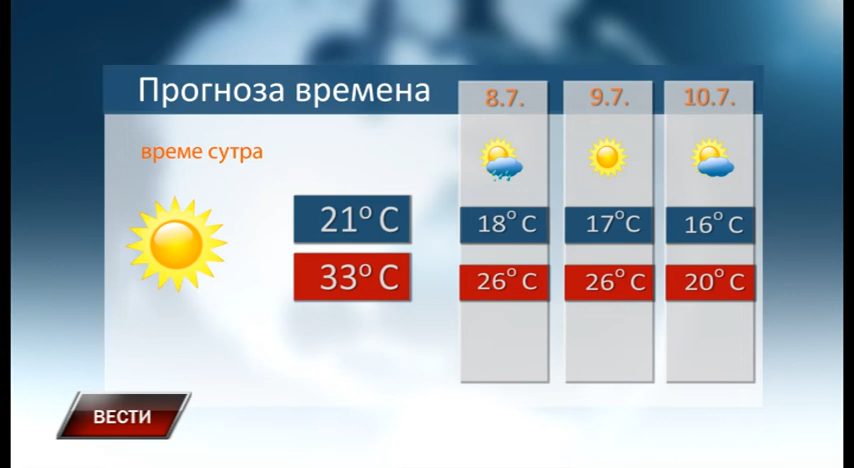 Прогноза времена
време сутра
21° C
33° C
8.7.
9.7.
10.7.
18° C
17°C
16° C
26° C
26° C
20° C
ВЕСТИ